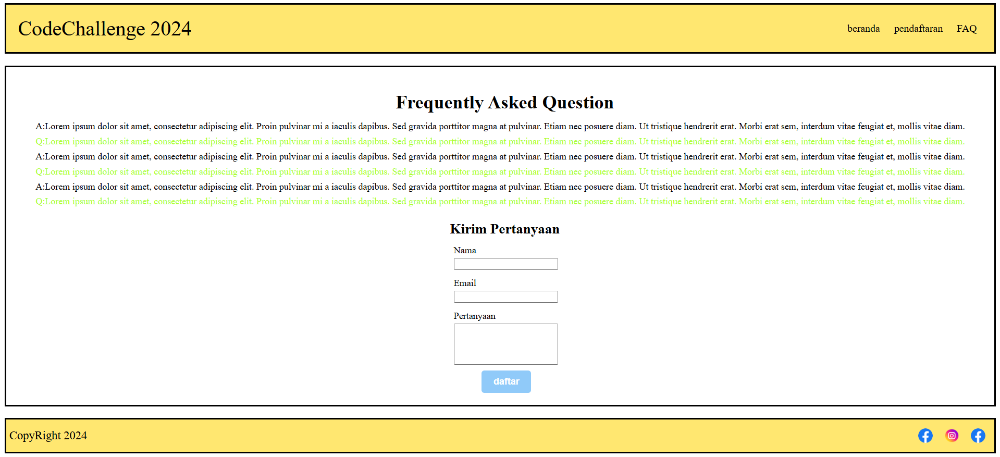 CodeChallenge 2024
beranda pendaftaran FAQ
Frequently Asked Question
A:Lorem ipsum dolor sit amet, consectetur adipiscing elit. Proin pulvinar mi a iaculis dapibus. Sed gravida porttitor magna at pulvinar. Etiam nec posuere diam. Ut tristique hendrerit erat. Morbi erat sem, interdum vitae feugiat et, mollis vitae diam.
Q:Lorem ipsum dolor sit amet, consectetur adipiscing elit. Proin pulvinar mi a iaculis dapibus. Sed gravida porttitor magna at pulvinar. Etiam nec posuere diam. Ut tristique hendrerit erat. Morbi erat sem, interdum vitae feugiat et, mollis vitae diam.
A:Lorem ipsum dolor sit amet, consectetur adipiscing elit. Proin pulvinar mi a iaculis dapibus. Sed gravida porttitor magna at pulvinar. Etiam nec posuere diam. Ut tristique hendrerit erat. Morbi erat sem, interdum vitae feugiat et, mollis vitae diam.
Q:Lorem ipsum dolor sit amet, consectetur adipiscing elit. Proin pulvinar mi a iaculis dapibus. Sed gravida porttitor magna at pulvinar. Etiam nec posuere diam. Ut tristique hendrerit erat. Morbi erat sem, interdum vitae feugiat et, mollis vitae diam.
A:Lorem ipsum dolor sit amet, consectetur adipiscing elit. Proin pulvinar mi a iaculis dapibus. Sed gravida porttitor magna at pulvinar. Etiam nec posuere diam. Ut tristique hendrerit erat. Morbi erat sem, interdum vitae feugiat et, mollis vitae diam.
Q:Lorem ipsum dolor sit amet, consectetur adipiscing elit. Proin pulvinar mi a iaculis dapibus. Sed gravida porttitor magna at pulvinar. Etiam nec posuere diam. Ut tristique hendrerit erat. Morbi erat sem, interdum vitae feugiat et, mollis vitae diam.
Kirim Pertanyaan
Nama
Email
Pertanyaan
daftar
CopyRight 2024